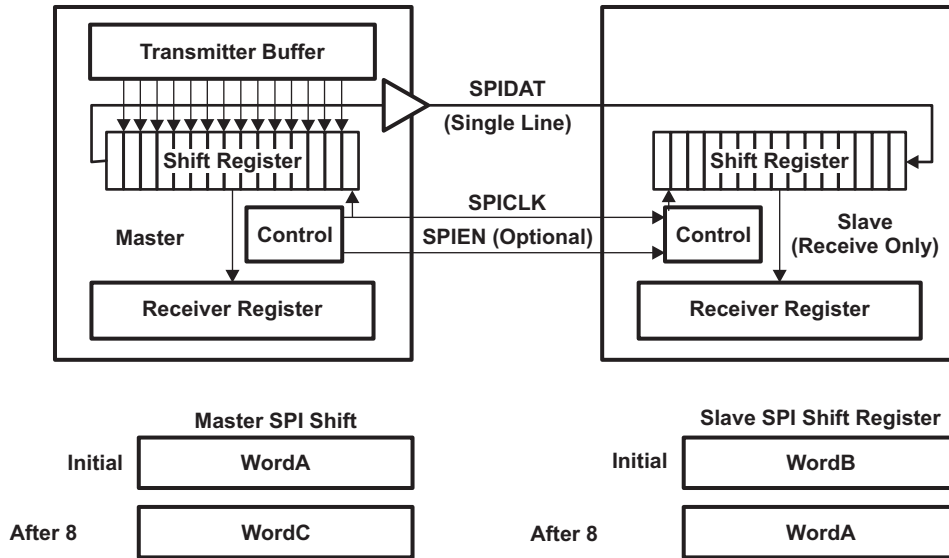 Transmitter Buffer
SPIDAT
(Single Line)
Shift Register
Shift Register
SPICLK
Master
Control
SPIEN (Optional)
Control
Slave
(Receive Only)
Receiver Register
Receiver Register
Master SPI Shift
Slave SPI Shift Register
Initial
WordA
Initial
WordB
After 8
WordC
After 8
WordA